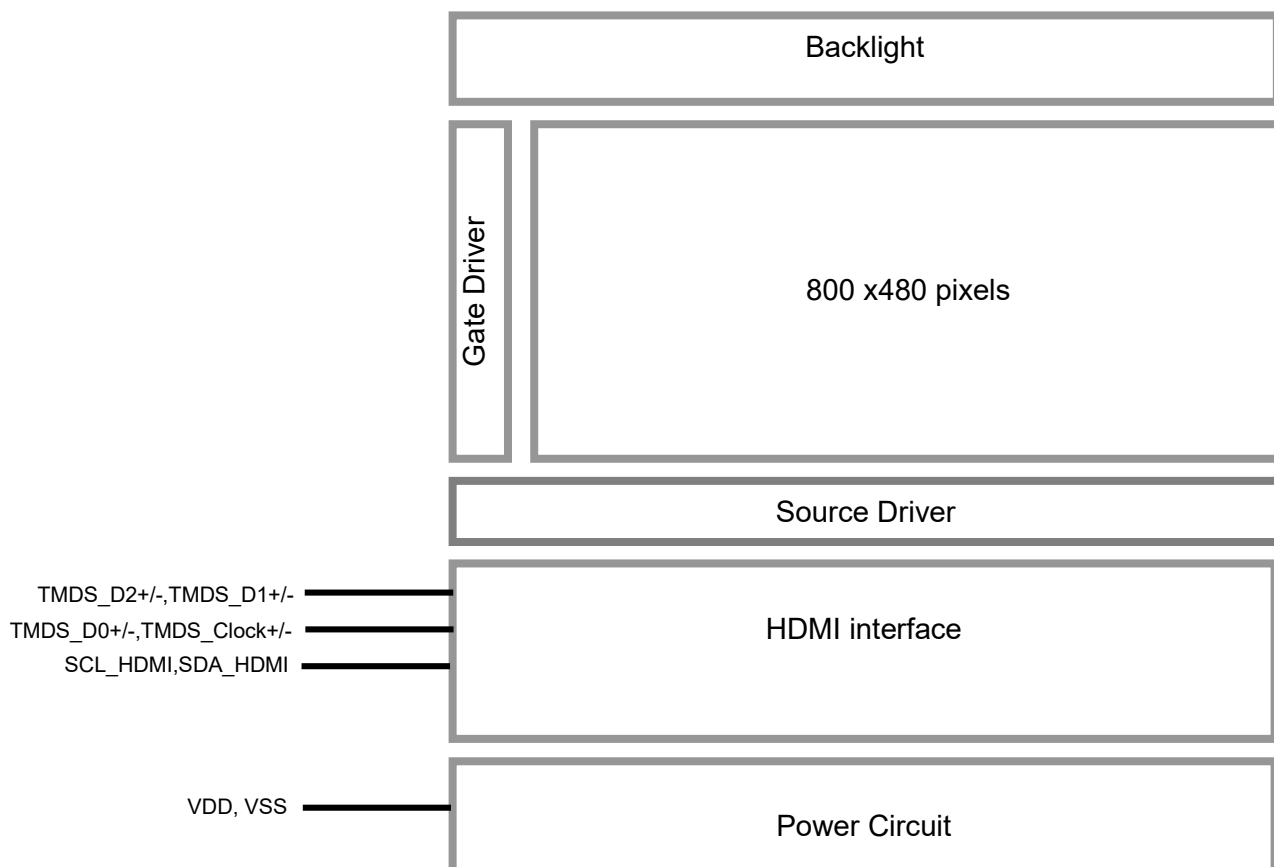 Backlight
Gate Driver
800 x480 pixels
Source Driver
TMDS_D2+/-,TMDS_D1+/-
TMDS_D0+/-,TMDS_Clock+/-
HDMI interface
SCL_HDMI,SDA_HDMI
VDD, VSS
Power Circuit